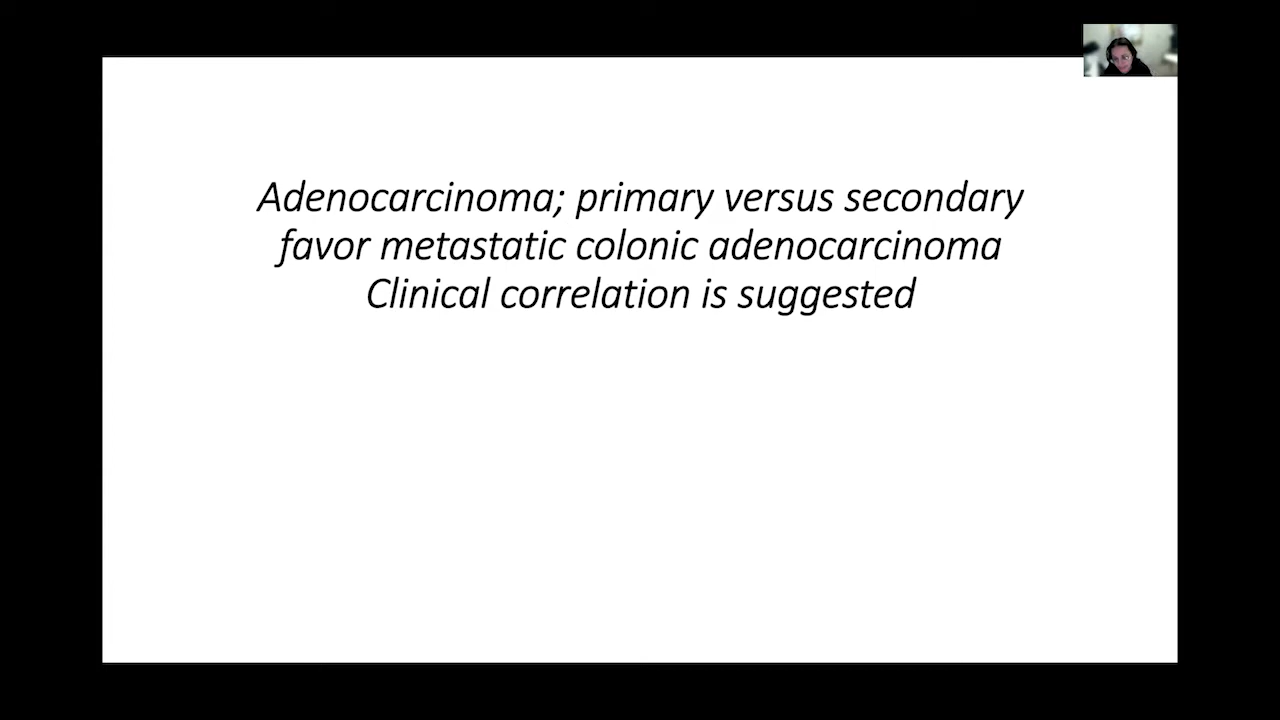 Adenocarcinoma; primary versus secondary
favor metastatic colonic adenocarcinoma
Clinical correlation is suggested